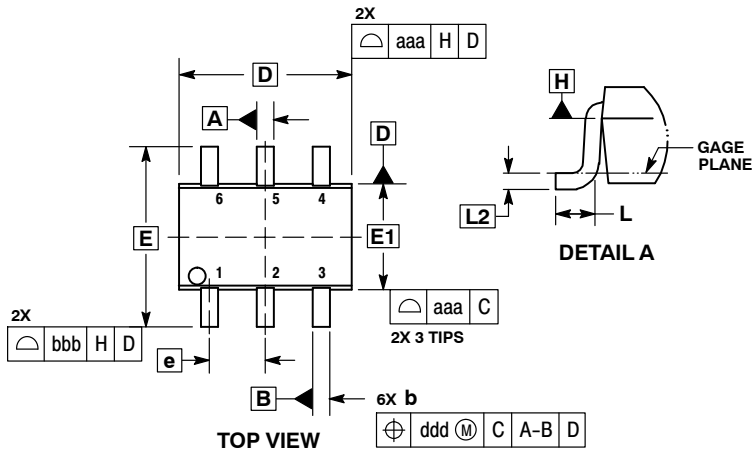 2X
⌓ aaa H D
D
A
D
6 5 4
E
E1
1 2 3
⌓ aaa C
2X 3 TIPS
2X
⌓ bbb H D
e
B
6X b
⌖ ddd Ⓜ C A-B D
TOP VIEW
H
GAGE
PLANE
L2
L
DETAIL A